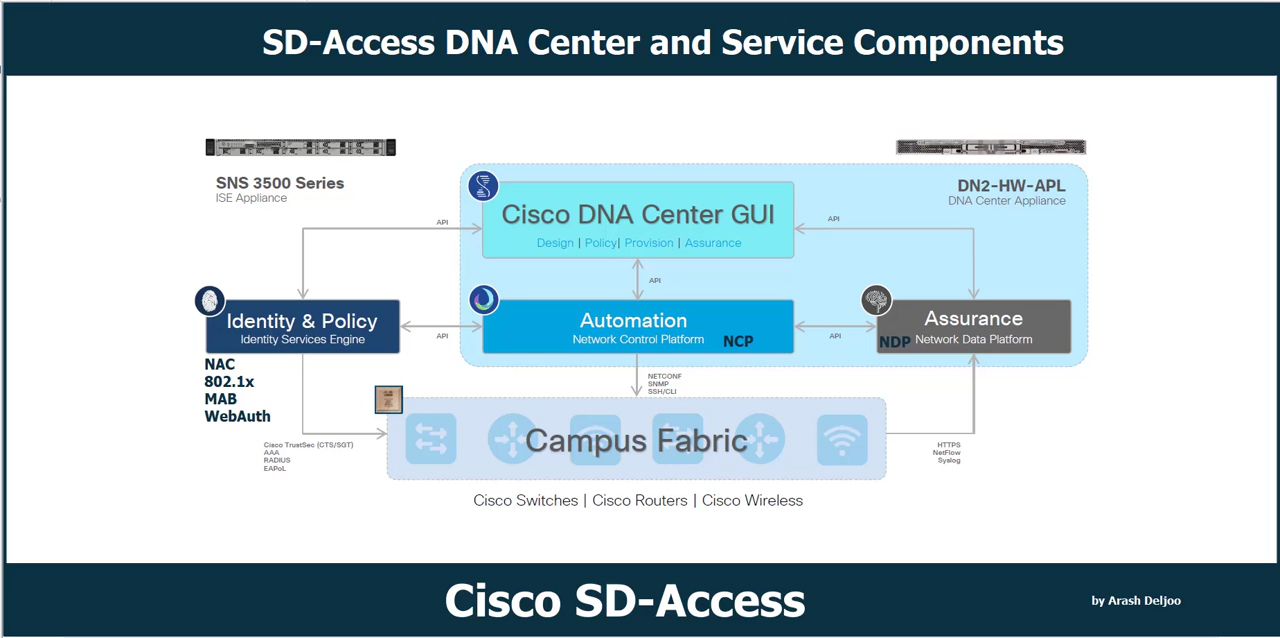 SD-Access DNA Center and Service Components
SNS 3500 Series
ISE Appliance
DN2-HW-APL
DNA Center Appliance
Cisco DNA Center GUI
Design | Policy| Provision | Assurance
API
API
API
Identity & Policy
Identity Services Engine
API
Automation
Network Control Platform NCP
API
Assurance
NDP Network Data Platform
NAC
802.1x
MAB
WebAuth
NETCONF
SNMP
SSH/CLI
Cisco TrustSec (CTS/SGT)
AAA
RADIUS
EAPoL
Campus Fabric
HTTPS
NetFlow
Syslog
Cisco Switches | Cisco Routers | Cisco Wireless
Cisco SD-Access
by Arash Deljoo